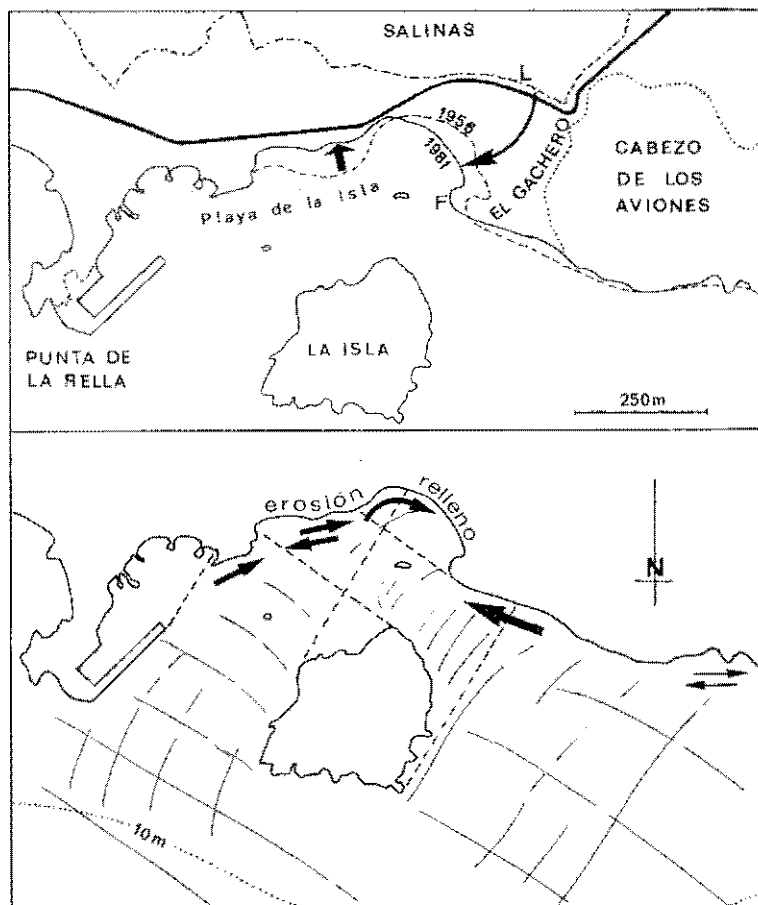 SALINAS
L
1956
1981
EL GACHERO
CABEZO
DE LOS
AVIONES
Playa de la Isla
F
PUNTA DE
LA RELLA
LA ISLA
250m
erosión
relleno
N
10m